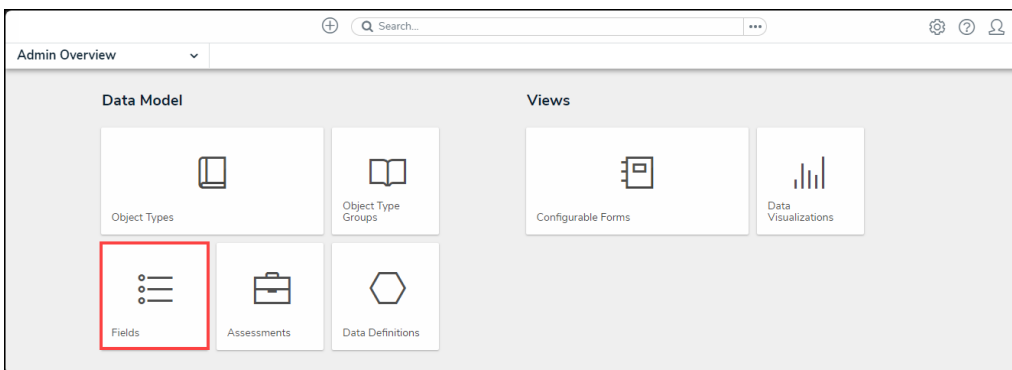 Search...
Admin Overview
Data Model
Views
Object Types
Object Type
Groups
Configurable Forms
Data
Visualizations
Fields
Assessments
Data Definitions